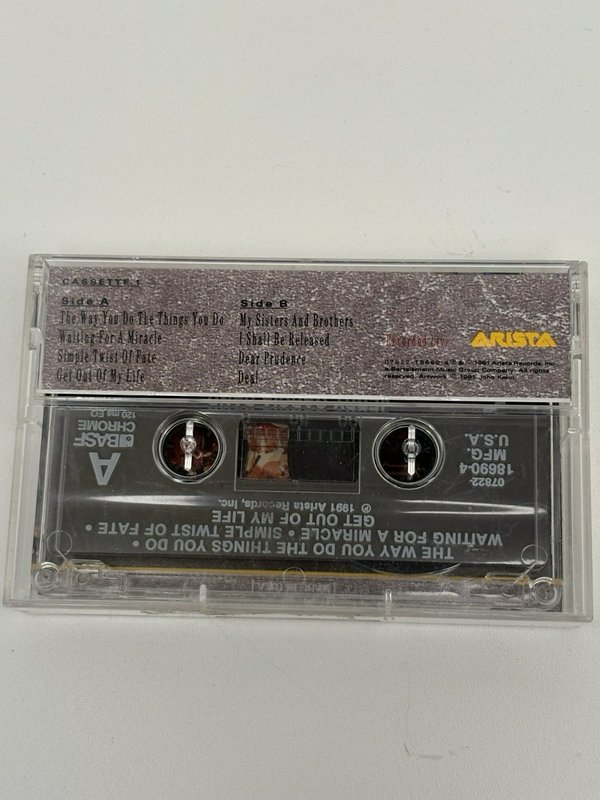 CASSETTE 1
Side A
The Way You Do The Things You Do
Waiting For A Miracle
Simple Twist Of Fate
Get Out Of My Life
Side B
My Sisters And Brothers
I Shall Be Released
Dear Prudence
Deal
ARISTA
07822-18690-4 ℗ © 1991 Arista Records, Inc.
a Bertelsmann Music Group Company. All rights
reserved. Artwork © 1991 John Kahn
THE WAY YOU DO THE THINGS YOU DO •
WAITING FOR A MIRACLE • SIMPLE TWIST OF FATE •
GET OUT OF MY LIFE
℗ 1991 Arista Records, Inc.
07822-
18690-4
MFG.
U.S.A.
A
BASF
CHROME
120 ms EQ